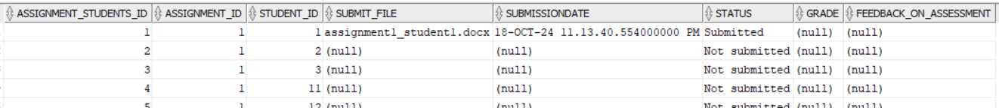 ASSIGNMENT_STUDENTS_ID ASSIGNMENT_ID STUDENT_ID SUBMIT_FILE SUBMISSIONDATE STATUS GRADE FEEDBACK_ON_ASSESSMENT
1 1 1 assignment1_student1.docx 18-OCT-24 11.13.40.554000000 PM Submitted (null) (null)
2 1 2 (null) (null) Not submitted (null) (null)
3 1 3 (null) (null) Not submitted (null) (null)
4 1 11 (null) (null) Not submitted (null) (null)
5 1 12 (null) (null) Not submitted (null) (null)